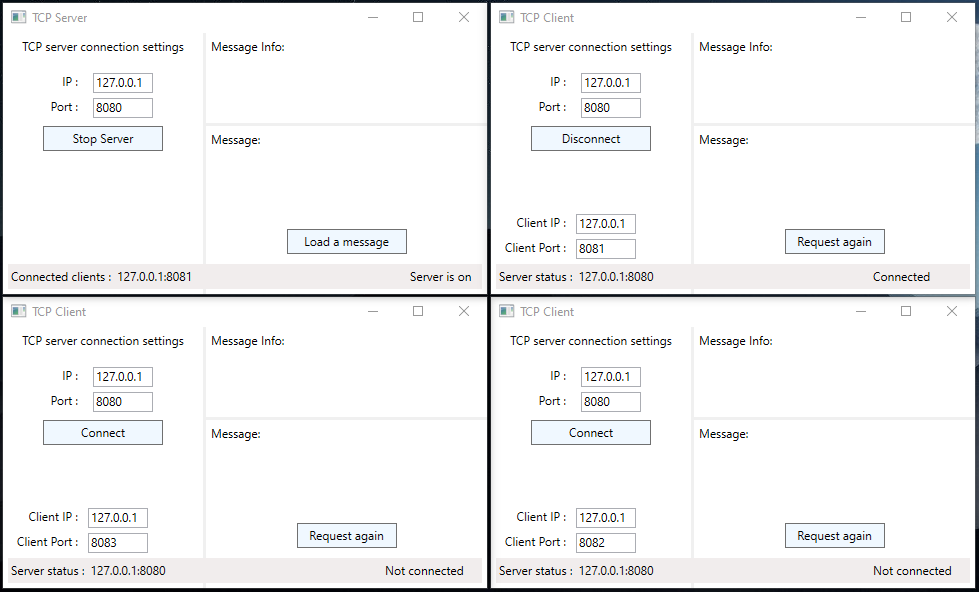 TCP Server
TCP server connection settings
IP :
127.0.0.1
Port :
8080
Stop Server
Message Info:
Message:
Load a message
Connected clients : 127.0.0.1:8081
Server is on
TCP Client
TCP server connection settings
IP :
127.0.0.1
Port :
8080
Disconnect
Client IP :
127.0.0.1
Client Port :
8081
Message Info:
Message:
Request again
Server status : 127.0.0.1:8080
Connected
TCP Client
TCP server connection settings
IP :
127.0.0.1
Port :
8080
Connect
Client IP :
127.0.0.1
Client Port :
8083
Message Info:
Message:
Request again
Server status : 127.0.0.1:8080
Not connected
TCP Client
TCP server connection settings
IP :
127.0.0.1
Port :
8080
Connect
Client IP :
127.0.0.1
Client Port :
8082
Message Info:
Message:
Request again
Server status : 127.0.0.1:8080
Not connected